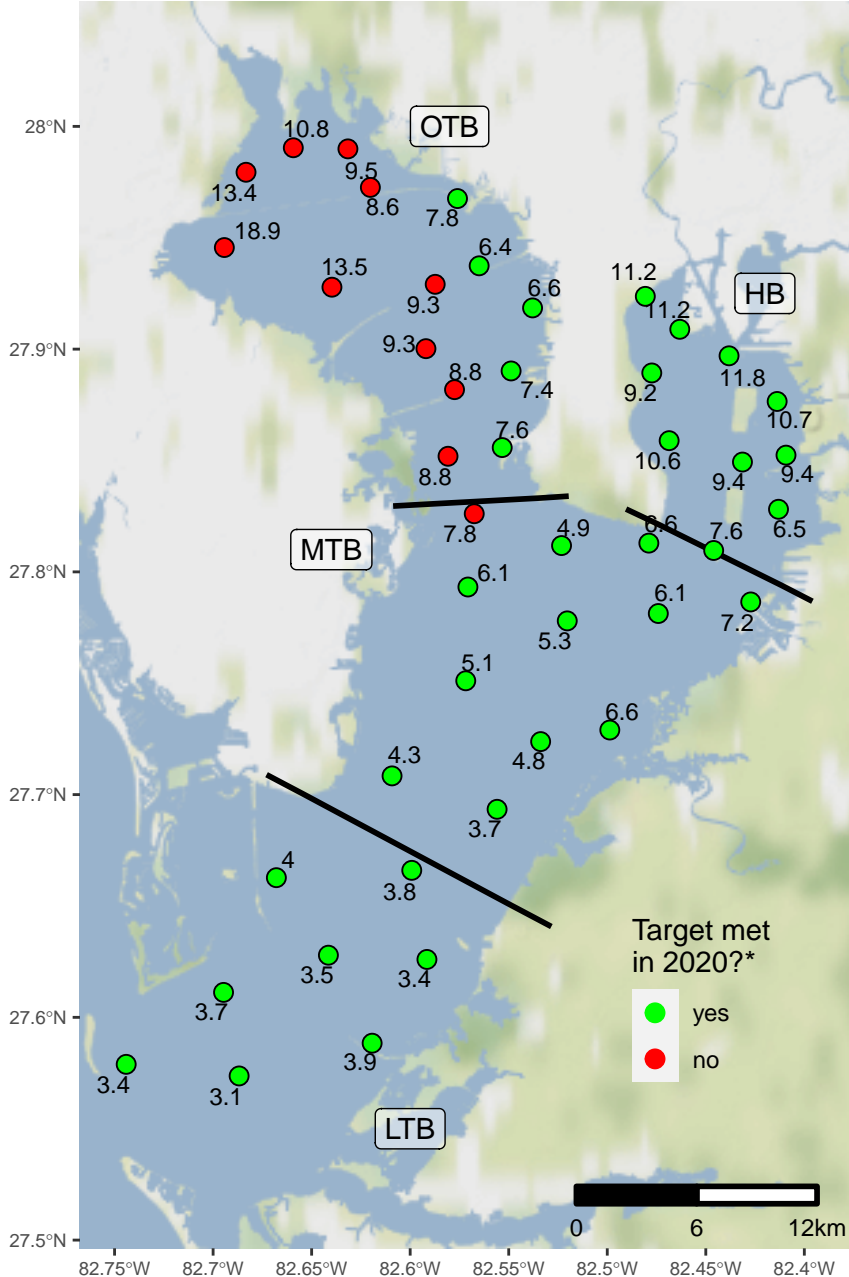 28°N
27.9°N
27.8°N
27.7°N
27.6°N
27.5°N
OTB
10.8
9.5
13.4
8.6
7.8
18.9
6.4
13.5
9.3
6.6
11.2
HB
11.2
9.3
11.8
8.8
7.4
9.2
10.7
7.6
10.6
8.8
9.4
9.4
7.8
4.9
6.6
7.6
6.5
MTB
6.1
6.1
7.2
5.3
5.1
6.6
4.3
4.8
3.7
4
3.8
3.5
3.4
3.7
3.9
3.4
3.1
LTB
Target met
in 2020?*
yes
no
0 6 12km
82.75°W 82.7°W 82.65°W 82.6°W 82.55°W 82.5°W 82.45°W 82.4°W